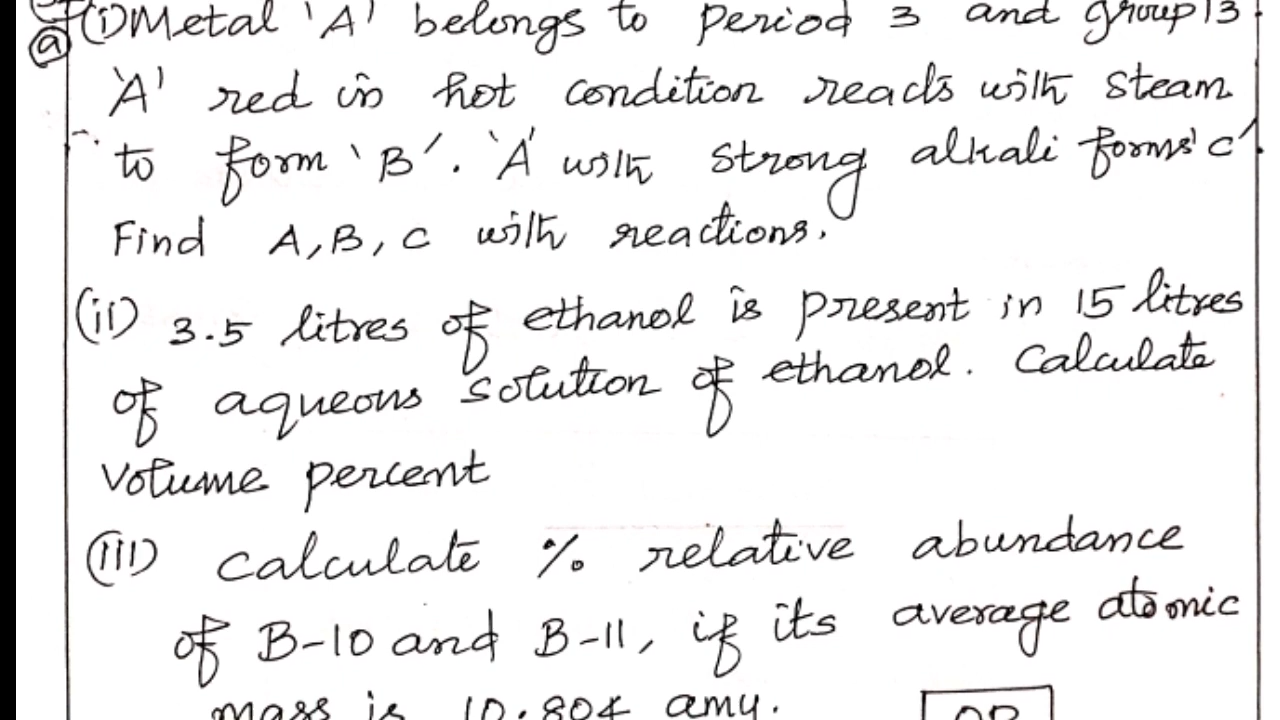 (a) (i) Metal 'A' belongs to period 3 and group 13.
'A' red in hot condition reacts with steam
to form 'B'. 'A' with strong alkali forms 'C'.
Find A, B, C with reactions.
(ii) 3.5 litres of ethanol is present in 15 litres
of aqueous solution of ethanol. Calculate
volume percent
(iii) Calculate % relative abundance
of B-10 and B-11, if its average atomic
mass is 10.804 amu.
OR